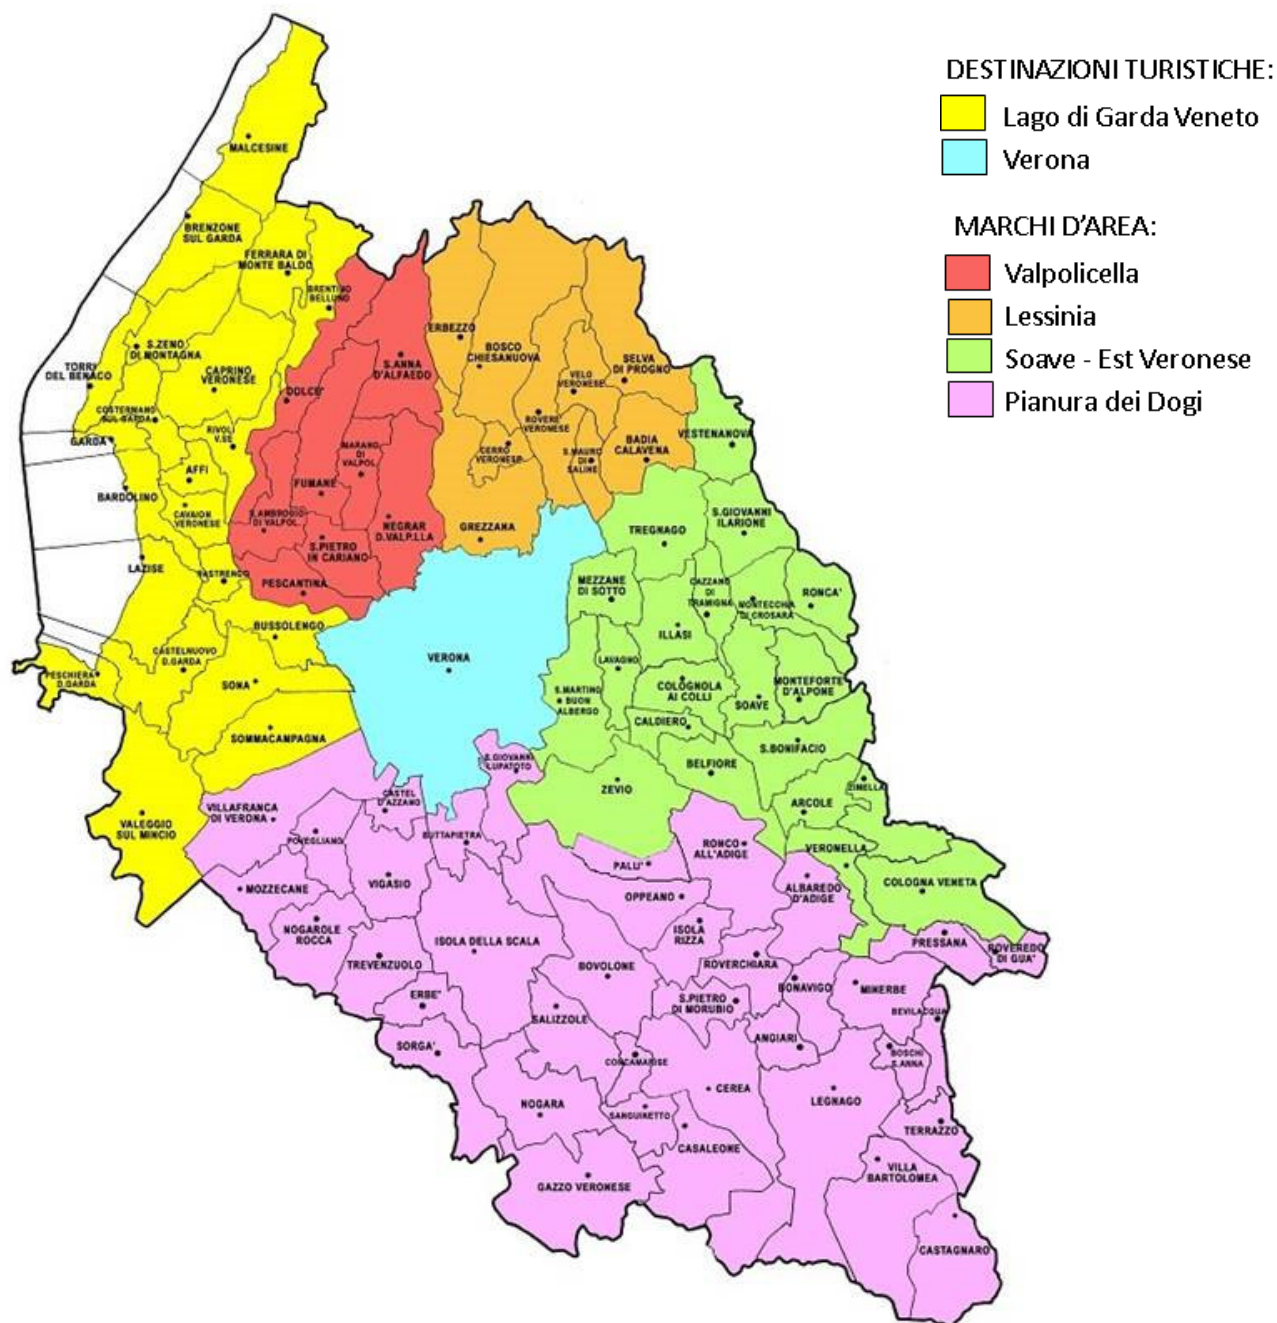 DESTINAZIONI TURISTICHE:
Lago di Garda Veneto
Verona
MARCHI D'AREA:
Valpolicella
Lessinia
Soave - Est Veronese
Pianura dei Dogi
MALCESINE
BRENZONE
SUL GARDA
FERRARA DI
MONTE BALDO
BRENTINO
BELLUNO
S.ZENO
DI MONTAGNA
TORRI
DEL BENACO
CAPRINO
VERONESE
COSTERMANO
SUL GARDA
RIVOLI
V.SE
GARDA
AFFI
BARDOLINO
CAVAION
VERONESE
LAZISE
PASTRENGO
BUSSOLENGO
CASTELNUOVO
D.GARDA
PESCHIERA
D.GARDA
SONA
SOMMACAMPAGNA
VALEGGIO
SUL MINCIO
DOLCE'
S.ANNA
D'ALFAEDO
MARANO
DI
VALPOL.
FUMANE
S.AMBROGIO
DI VALPOL.
S.PIETRO
IN CARIANO
NEGRAR
D.VALP.LLA
PESCANTINA
ERBEZZO
BOSCO
CHIESANUOVA
VELO
VERONESE
SELVA
DI PROGNO
ROVERE'
VERONESE
CERRO
VERONESE
S.MAURO
DI
SALINE
BADIA
CALAVENA
GREZZANA
VERONA
VESTENANOVA
S.GIOVANNI
ILARIONE
TREGNAGO
MEZZANE
DI SOTTO
CAZZANO
DI
TRAMIGNA
MONTECCHIA
DI CROSARA
RONCA'
ILLASI
LAVAGNO
S.MARTINO
BUON
ALBERGO
COLOGNOLA
AI COLLI
SOAVE
MONTEFORTE
D'ALPONE
CALDIERO
S.BONIFACIO
BELFIORE
ZEVIO
ARCOLE
ZIMELLA
VERONELLA
COLOGNA VENETA
S.GIOVANNI
LUPATOTO
VILLAFRANCA
DI VERONA
CASTEL
D'AZZANO
POVEGLIANO
BUTTAPIETRA
MOZZECANE
VIGASIO
PALU'
RONCO
ALL'ADIGE
OPPEANO
ALBAREDO
D'ADIGE
NOGAROLE
ROCCA
ISOLA DELLA SCALA
ISOLA
RIZZA
PRESSANA
ROVEREDO
DI GUA'
TREVENZUOLO
BOVOLONE
ROVERCHIARA
BONAVIGO
MINERBE
ERBE'
SALIZZOLE
S.PIETRO
DI MORUBIO
BEVILACQUA
SORGA'
ANGIARI
BOSCHI
S.ANNA
CONCAMARISE
CEREA
LEGNAGO
NOGARA
SANGUINETTO
CASALEONE
TERRAZZO
VILLA
BARTOLOMEA
GAZZO VERONESE
CASTAGNARO